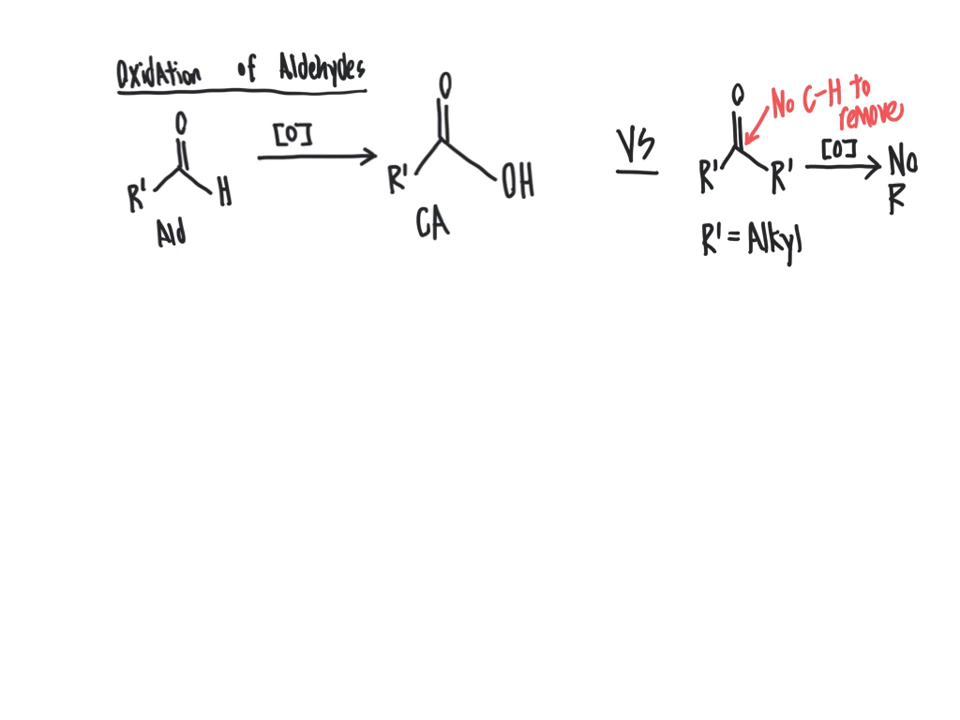 Oxidation of Aldehydes
O
R' H
[O]
Ald
O
R' OH
CA
VS
O
R' R'
No C-H to
remove
[O]
No
R
R' = Alkyl